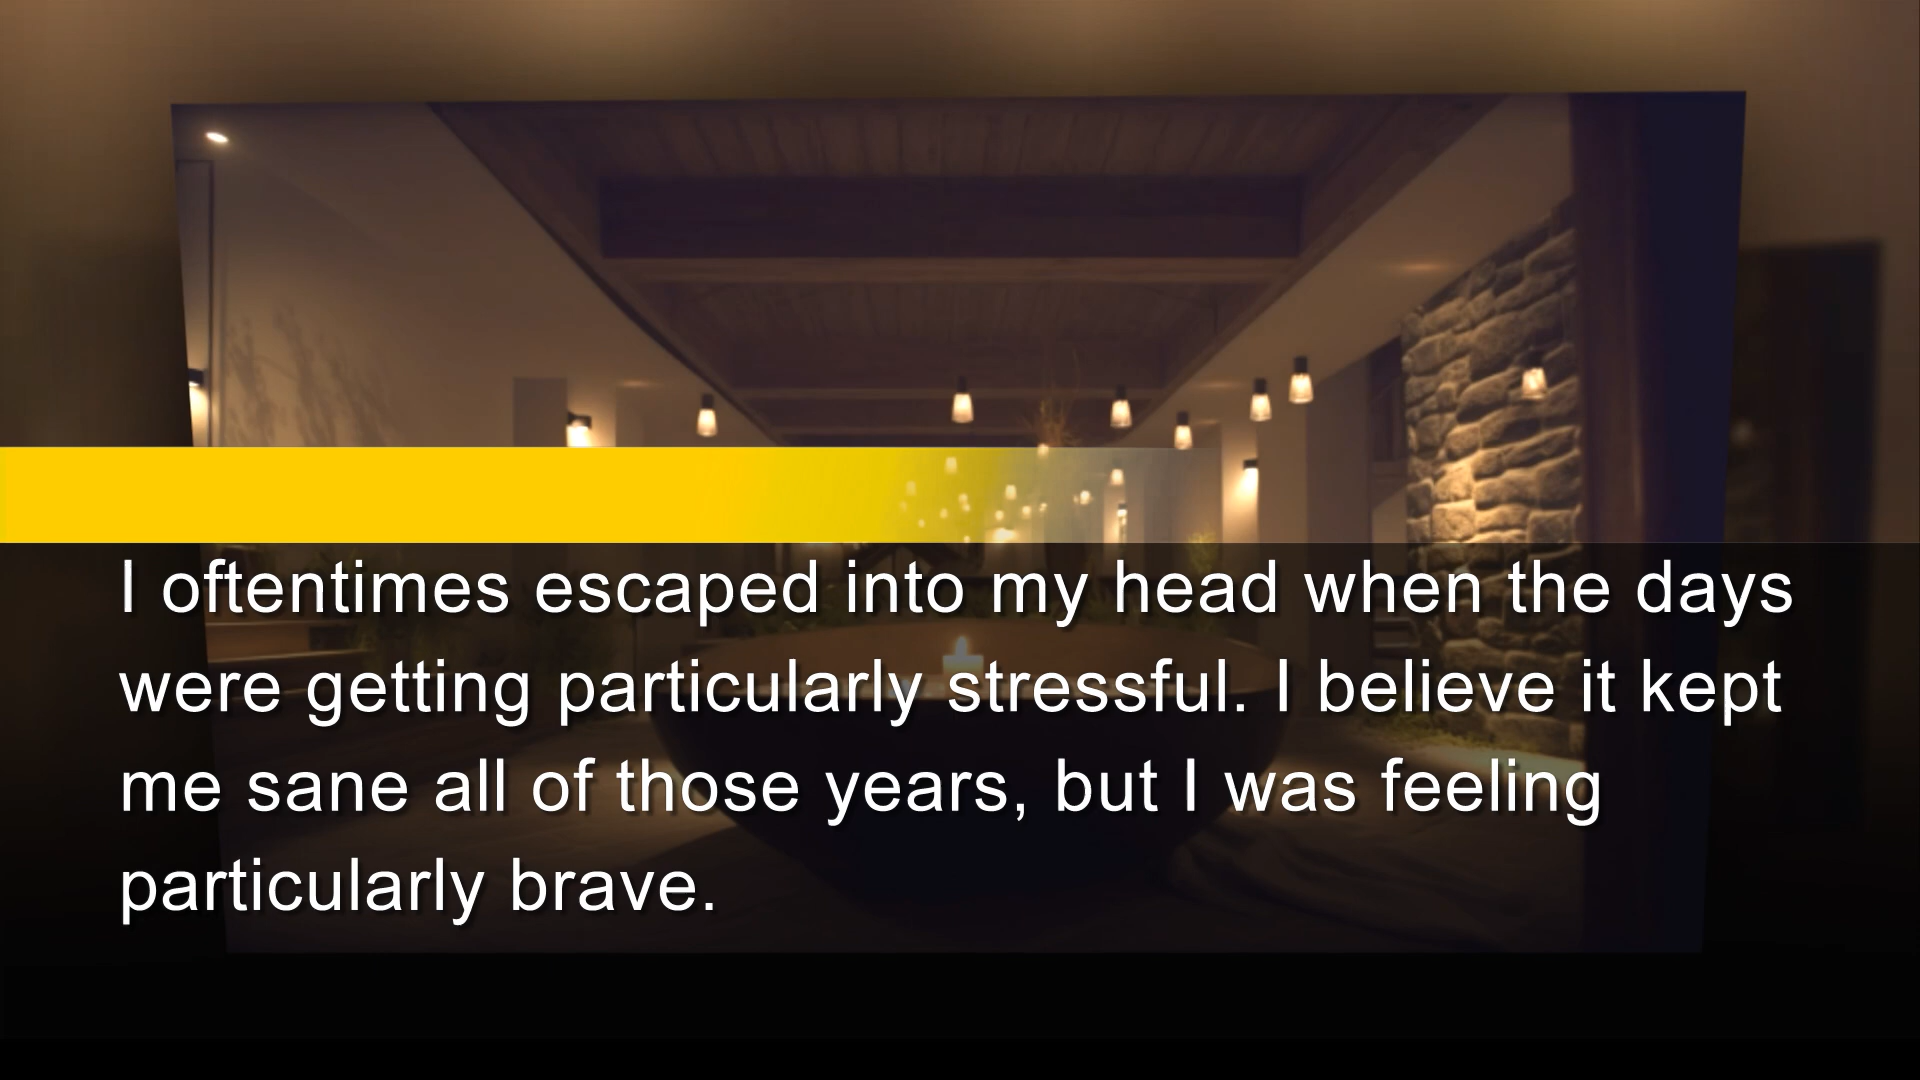 I oftentimes escaped into my head when the days
were getting particularly stressful. I believe it kept
me sane all of those years, but I was feeling
particularly brave.